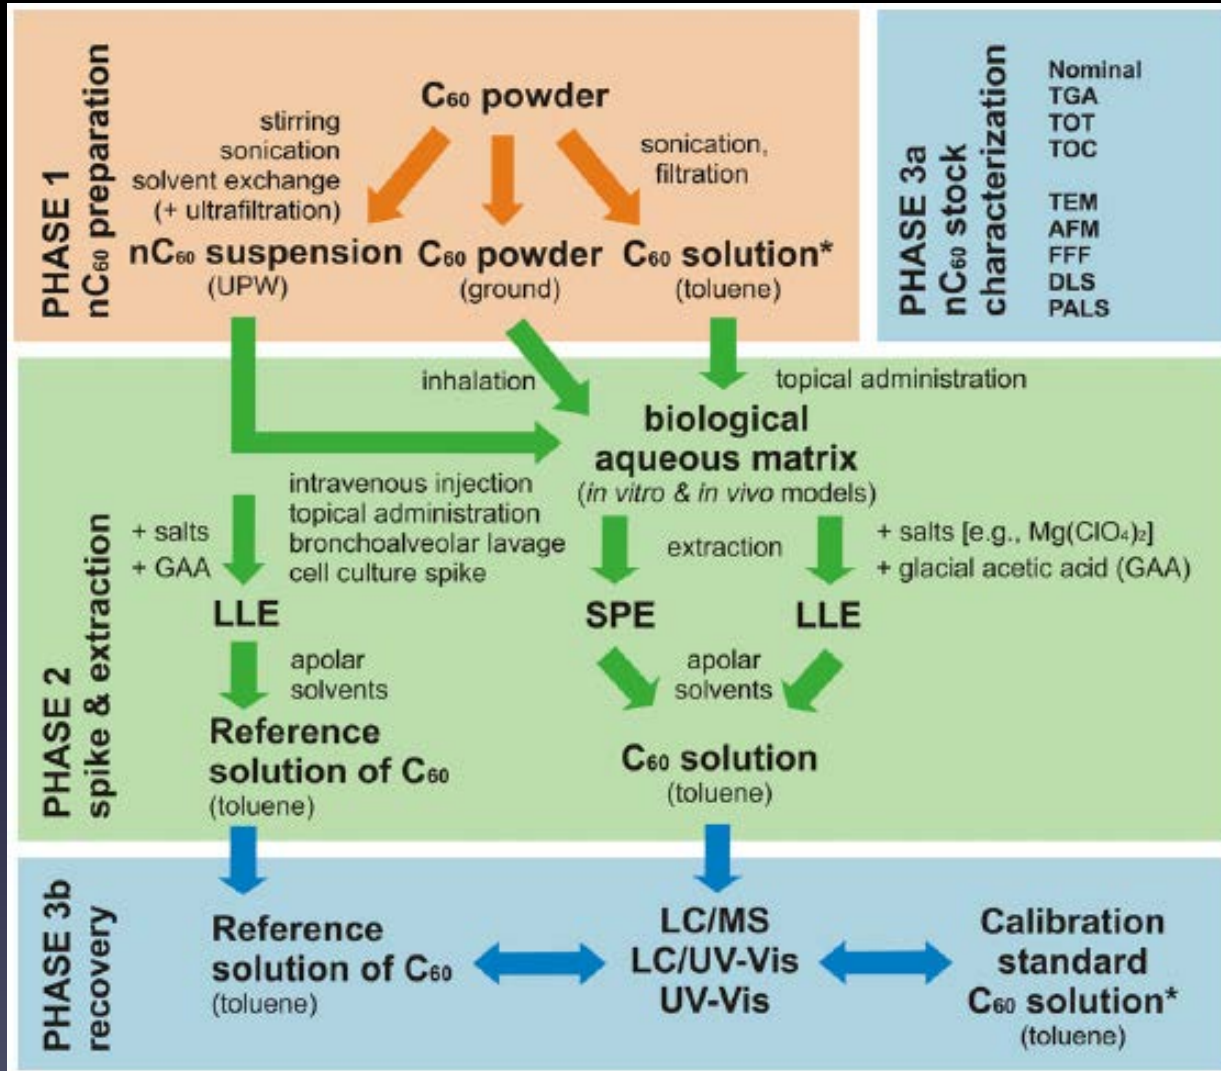 PHASE 1
nC₆₀ preparation
C₆₀ powder
stirring
sonication
solvent exchange
(+ ultrafiltration)
sonication,
filtration
nC₆₀ suspension
(UPW)
C₆₀ powder
(ground)
C₆₀ solution*
(toluene)
PHASE 3a
nC₆₀ stock
characterization
Nominal
TGA
TOT
TOC
TEM
AFM
FFF
DLS
PALS
PHASE 2
spike & extraction
inhalation
topical administration
biological
aqueous matrix
(in vitro & in vivo models)
intravenous injection
topical administration
bronchoalveolar lavage
cell culture spike
+ salts
+ GAA
extraction
+ salts [e.g., Mg(ClO₄)₂]
+ glacial acetic acid (GAA)
LLE
SPE
LLE
apolar
solvents
apolar
solvents
Reference
solution of C₆₀
(toluene)
C₆₀ solution
(toluene)
PHASE 3b
recovery
Reference
solution of C₆₀
(toluene)
LC/MS
LC/UV-Vis
UV-Vis
Calibration
standard
C₆₀ solution*
(toluene)